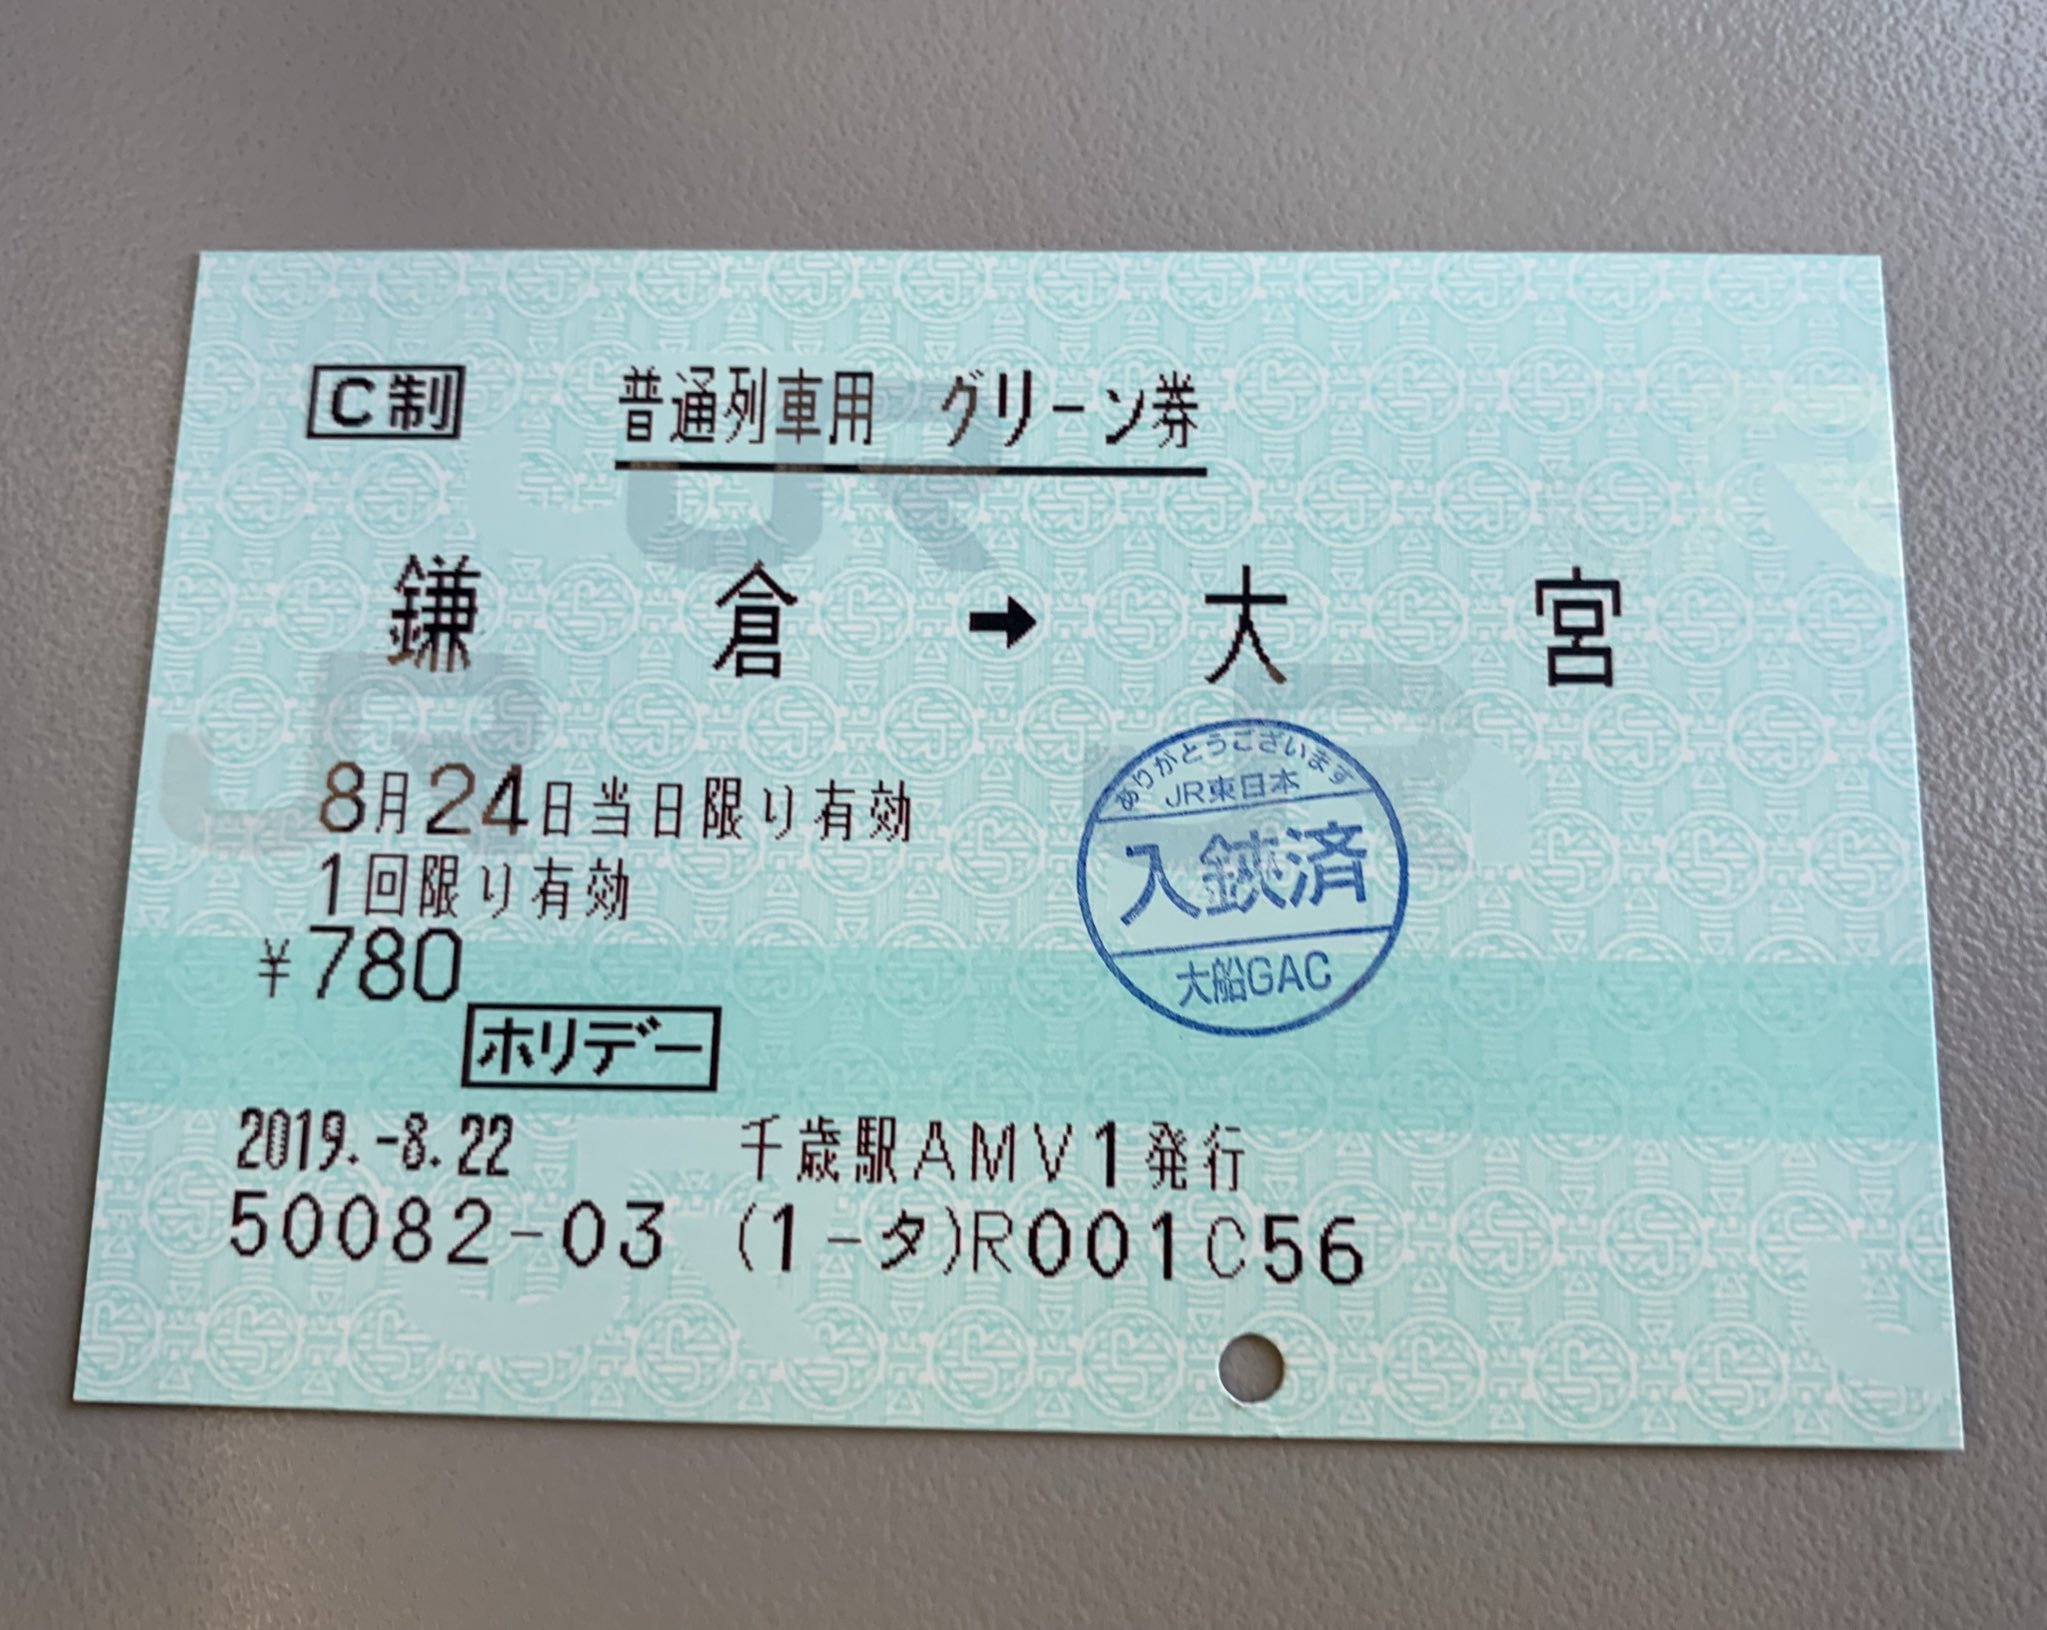 C制 普通列車用 グリーン券
鎌倉➡大宮
8月24日当日限り有効
1回限り有効
¥780
ホリデー
2019.-8.22 千歳駅AMV1発行
50082-03 (1-タ)R001C56
ありがとうございます
JR東日本
入鋏済
大船GAC